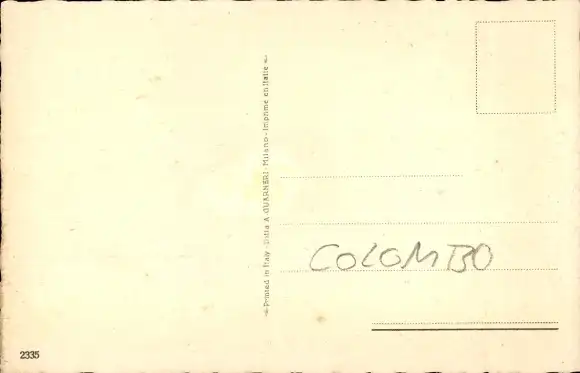 Printed in Italy - Ditta A. GUARNERI, Milano - Imprimé en Italie
COLOMBO
2335